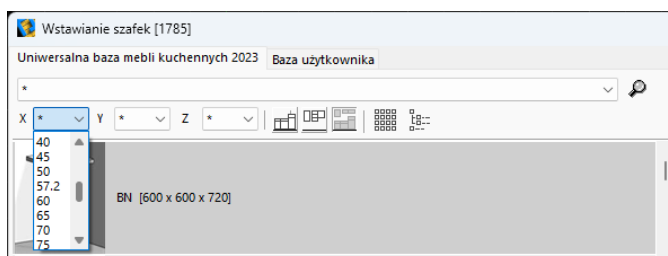 Wstawianie szafek [1785]
Uniwersalna baza mebli kuchennych 2023 Baza użytkownika
*
X * Y * Z *
40
45
50
57.2
60
65
70
75
BN [600 x 600 x 720]